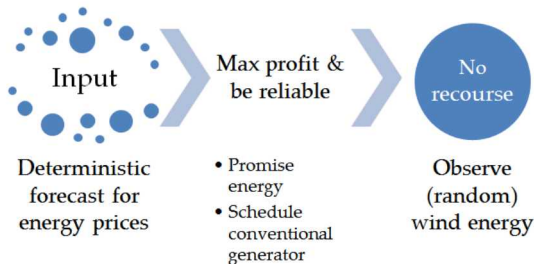 Input
Deterministic
forecast for
energy prices
Max profit &
be reliable
• Promise
energy
• Schedule
conventional
generator
No
recourse
Observe
(random)
wind energy